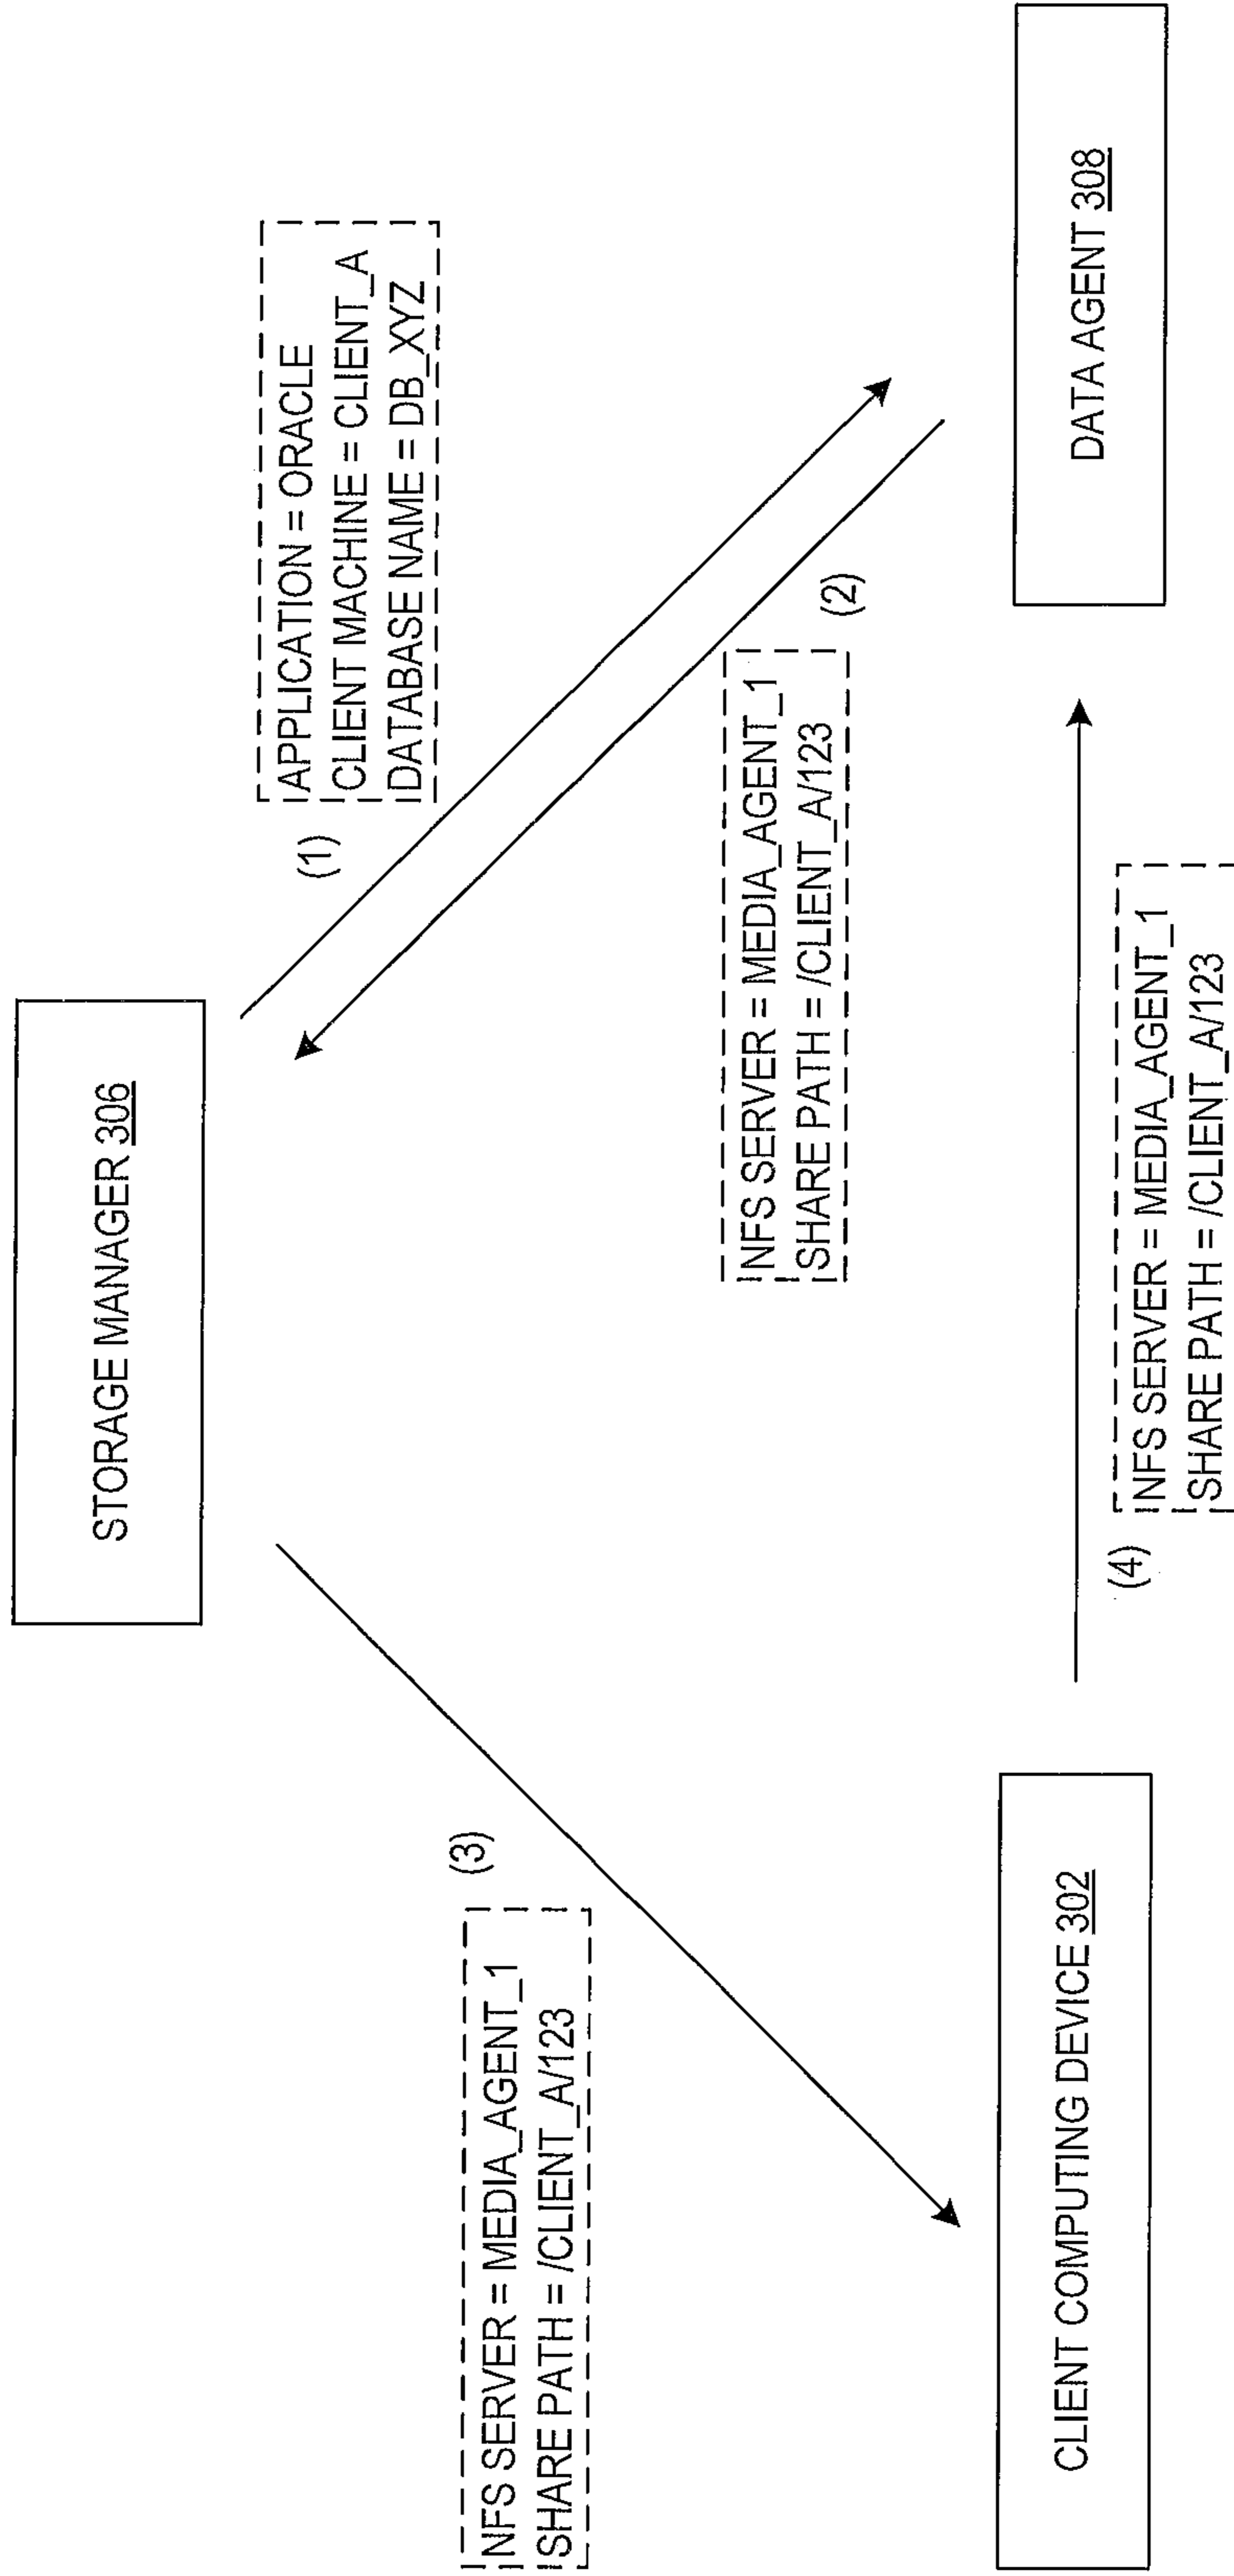 STORAGE MANAGER 306
(1)
APPLICATION = ORACLE
CLIENT MACHINE = CLIENT_A
DATABASE NAME = DB_XYZ
(2)
NFS SERVER = MEDIA_AGENT_1
SHARE PATH = /CLIENT_A/123
(3)
NFS SERVER = MEDIA_AGENT_1
SHARE PATH = /CLIENT_A/123
CLIENT COMPUTING DEVICE 302
(4)
NFS SERVER = MEDIA_AGENT_1
SHARE PATH = /CLIENT_A/123
DATA AGENT 308